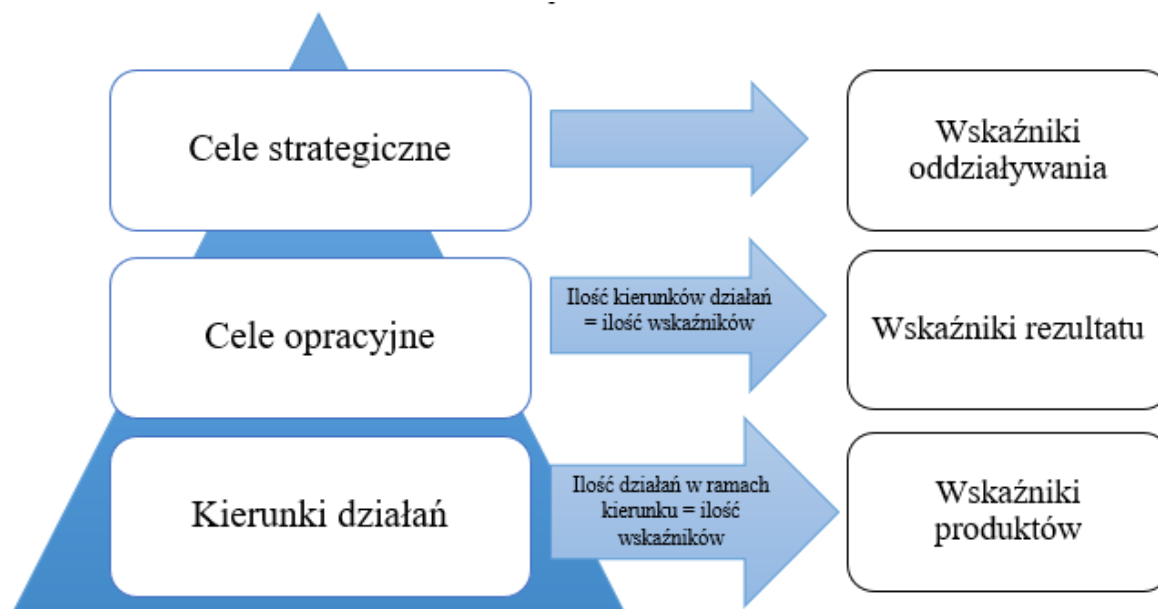 Cele strategiczne
Wskaźniki
oddziaływania
Cele opracyjne
Ilość kierunków działań
= ilość wskaźników
Wskaźniki rezultatu
Kierunki działań
Ilość działań w ramach
kierunku = ilość
wskaźników
Wskaźniki
produktów